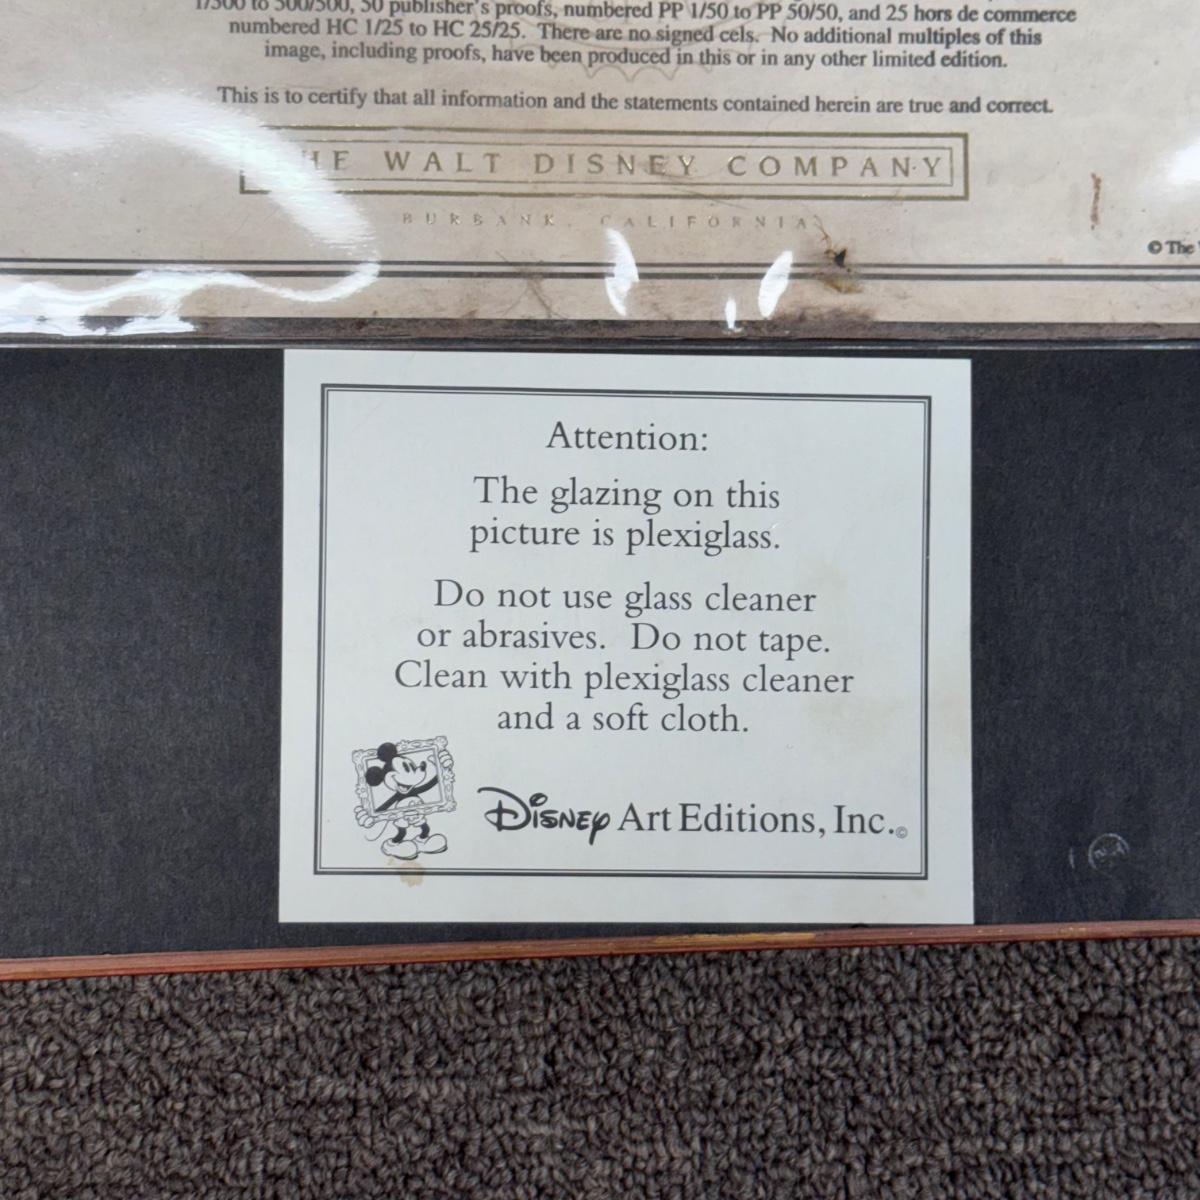 1/500 to 500/500, 50 publisher's proofs, numbered PP 1/50 to PP 50/50, and 25 hors de commerce
numbered HC 1/25 to HC 25/25. There are no signed cels. No additional multiples of this
image, including proofs, have been produced in this or in any other limited edition.
This is to certify that all information and the statements contained herein are true and correct.
THE WALT DISNEY COMPANY
BURBANK, CALIFORNIA
© The
Attention:
The glazing on this
picture is plexiglass.
Do not use glass cleaner
or abrasives. Do not tape.
Clean with plexiglass cleaner
and a soft cloth.
Disney Art Editions, Inc.©